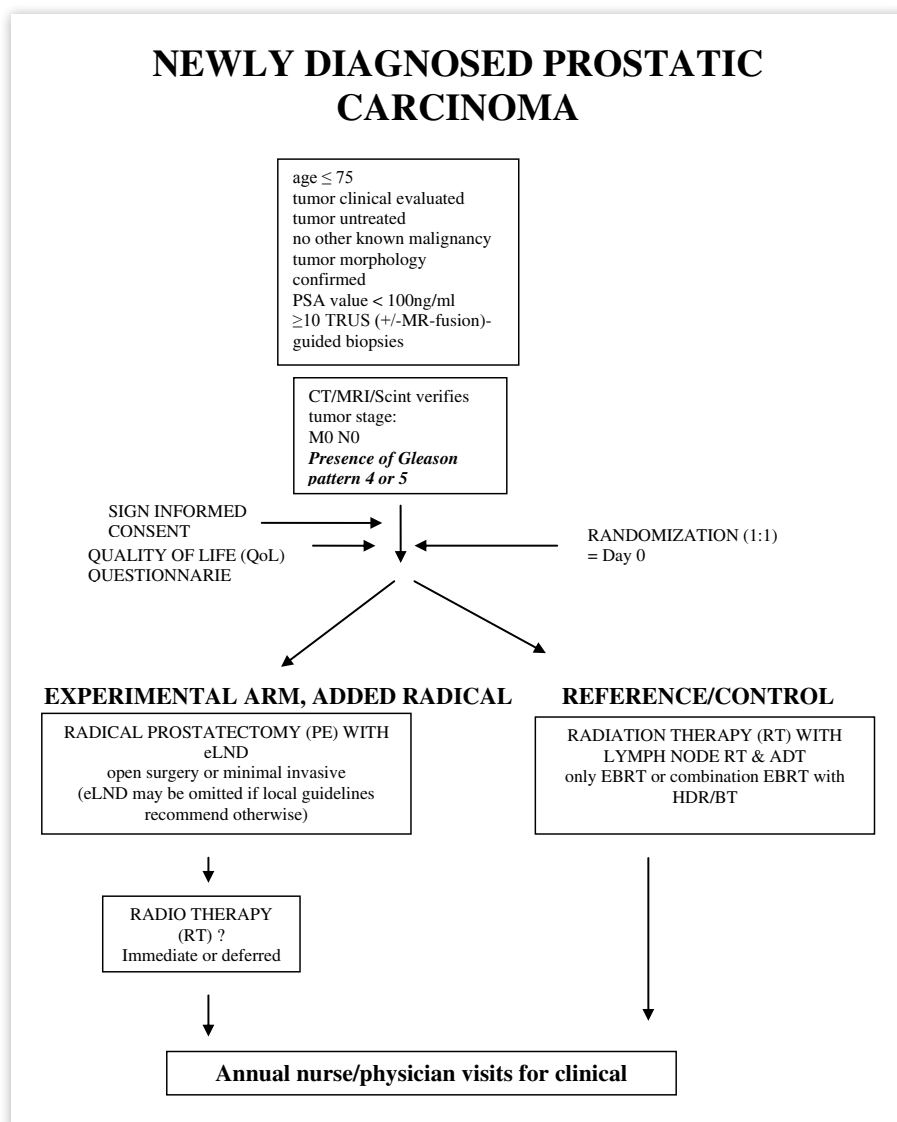 NEWLY DIAGNOSED PROSTATIC
CARCINOMA
age ≤ 75
tumor clinical evaluated
tumor untreated
no other known malignancy
tumor morphology
confirmed
PSA value < 100ng/ml
≥10 TRUS (+/-MR-fusion)-
guided biopsies
CT/MRI/Scint verifies
tumor stage:
M0 N0
Presence of Gleason
pattern 4 or 5
SIGN INFORMED
CONSENT
QUALITY OF LIFE (QoL)
QUESTIONNARIE
RANDOMIZATION (1:1)
= Day 0
EXPERIMENTAL ARM, ADDED RADICAL
RADICAL PROSTATECTOMY (PE) WITH
eLND
open surgery or minimal invasive
(eLND may be omitted if local guidelines
recommend otherwise)
RADIO THERAPY
(RT) ?
Immediate or deferred
REFERENCE/CONTROL
RADIATION THERAPY (RT) WITH
LYMPH NODE RT & ADT
only EBRT or combination EBRT with
HDR/BT
Annual nurse/physician visits for clinical